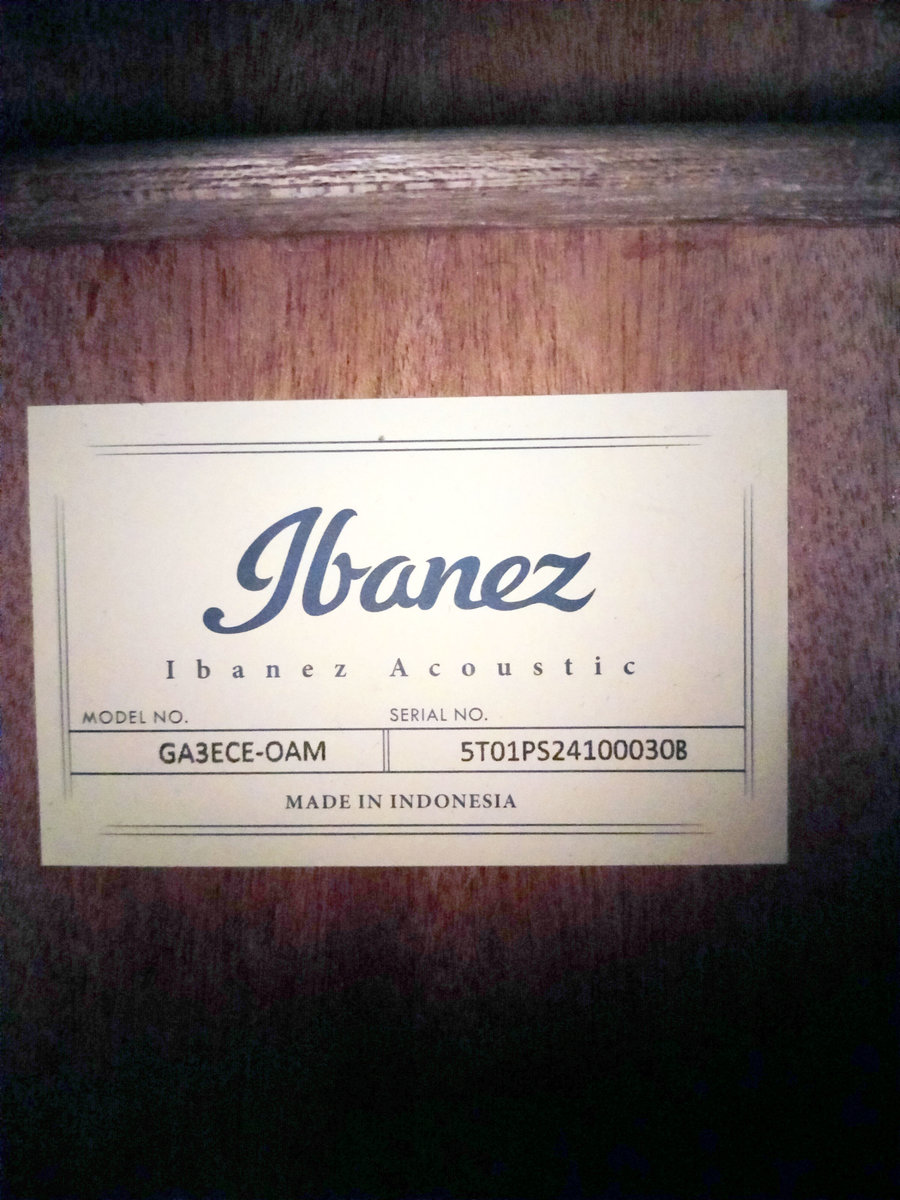 Ibanez
Ibanez Acoustic
MODEL NO. SERIAL NO.
GA3ECE-OAM 5T01PS24100030B
MADE IN INDONESIA